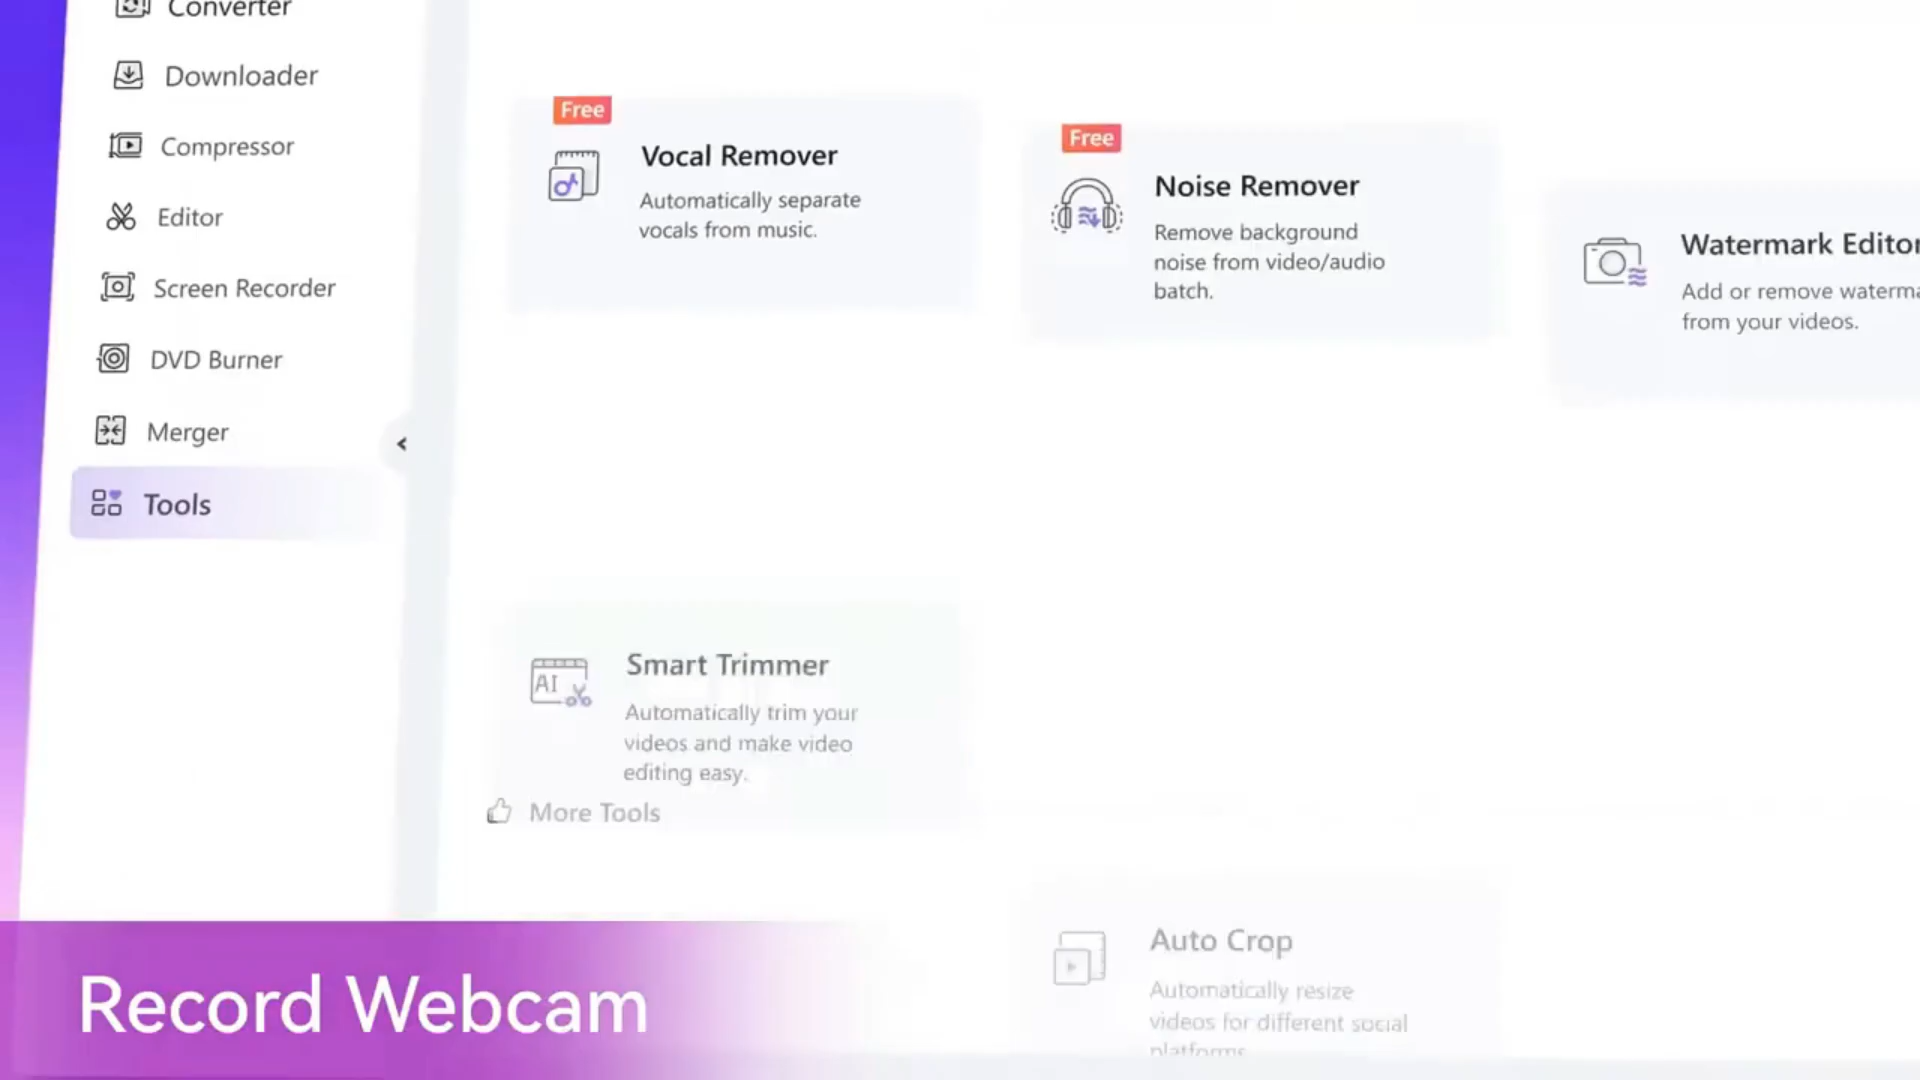 Converter
Downloader
Compressor
Editor
Screen Recorder
DVD Burner
Merger
Tools
Free
Vocal Remover
Automatically separate
vocals from music.
Free
Noise Remover
Remove background
noise from video/audio
batch.
Watermark Editor
Add or remove
from your videos.
Smart Trimmer
AI
Automatically trim your
videos and make video
editing easy.
More Tools
Auto Crop
Automatically resize
videos for different social
platforms.
Record Webcam